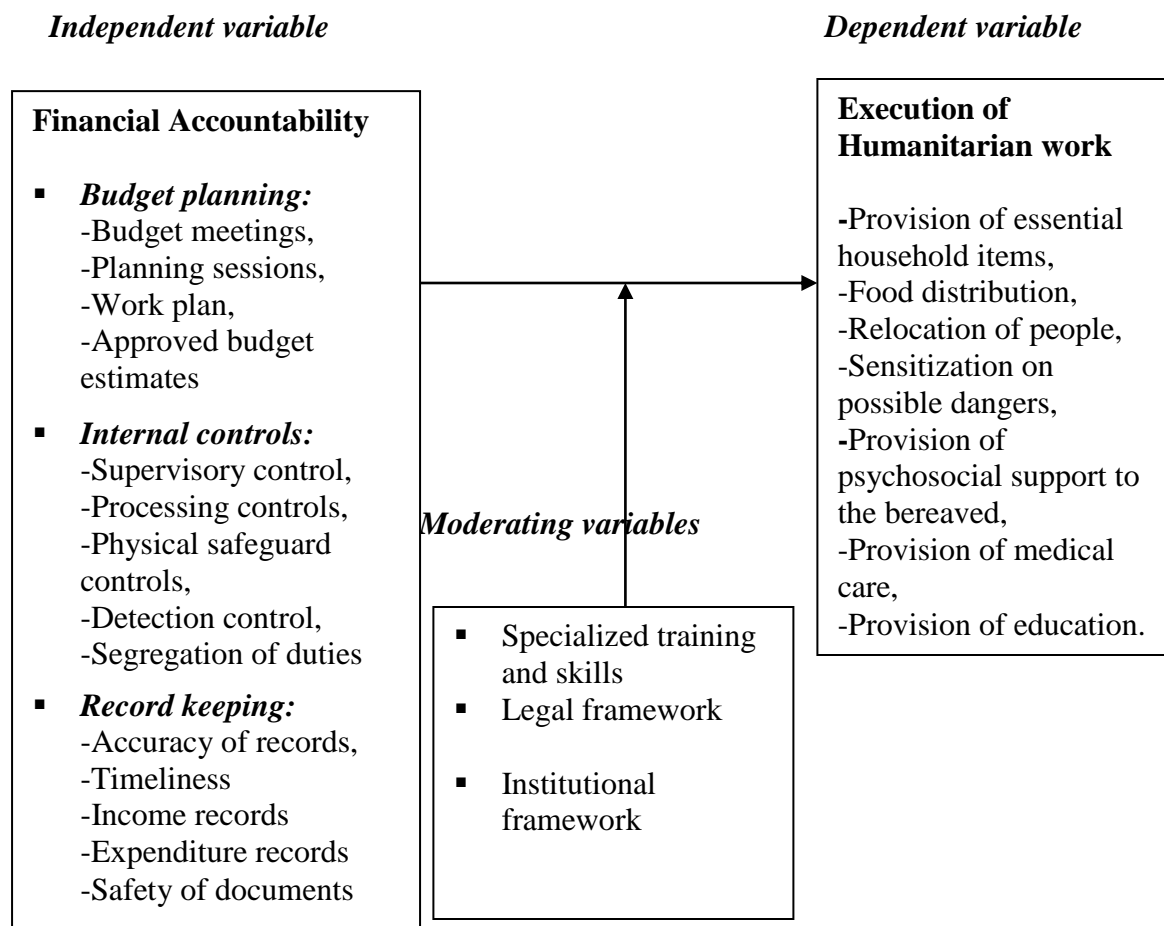 Independent variable
Dependent variable
Financial Accountability
▪ Budget planning:
-Budget meetings,
-Planning sessions,
-Work plan,
-Approved budget
estimates
▪ Internal controls:
-Supervisory control,
-Processing controls,
-Physical safeguard
controls,
-Detection control,
-Segregation of duties
▪ Record keeping:
-Accuracy of records,
-Timeliness
-Income records
-Expenditure records
-Safety of documents
Moderating variables
▪ Specialized training
and skills
▪ Legal framework
▪ Institutional
framework
Execution of
Humanitarian work
-Provision of essential
household items,
-Food distribution,
-Relocation of people,
-Sensitization on
possible dangers,
-Provision of
psychosocial support to
the bereaved,
-Provision of medical
care,
-Provision of education.